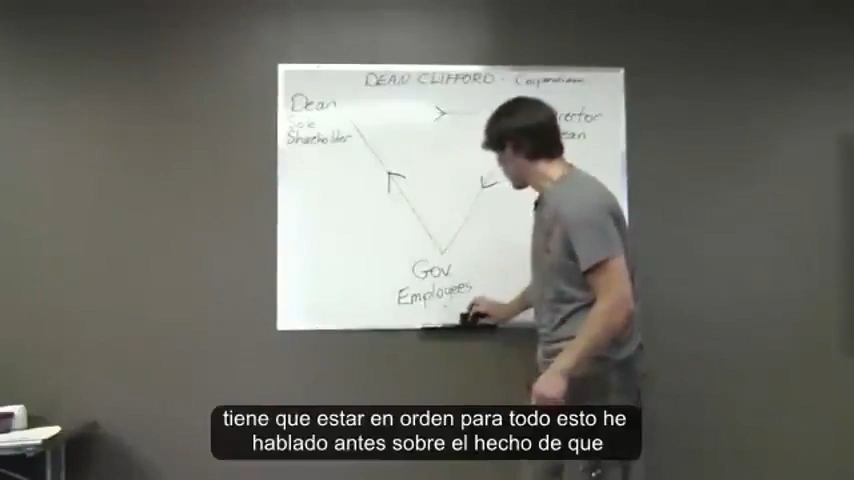 DEAN CLIFFORD - Corporation
Dean
Sole
Shareholder
Gov
Employees
tiene que estar en orden para todo esto he
hablado antes sobre el hecho de que